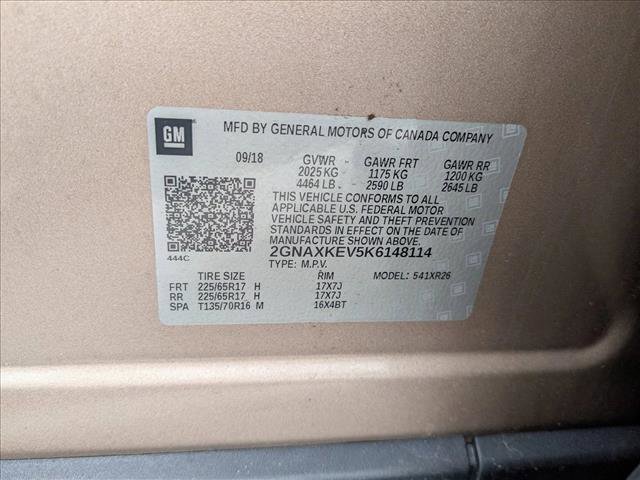 GM
MFD BY GENERAL MOTORS OF CANADA COMPANY
09/18 GVWR - GAWR FRT GAWR RR
2025 KG 1175 KG 1200 KG
4464 LB - 2590 LB 2645 LB
THIS VEHICLE CONFORMS TO ALL
APPLICABLE U.S. FEDERAL MOTOR
VEHICLE SAFETY AND THEFT PREVENTION
STANDARDS IN EFFECT ON THE DATE OF
MANUFACTURE SHOWN ABOVE.
444C 2GNAXKEV5K6148114
TYPE: M.P.V. MODEL: 541XR26
TIRE SIZE RIM
FRT 225/65R17 H 17X7J
RR 225/65R17 H 17X7J
SPA T135/70R16 M 16X4BT